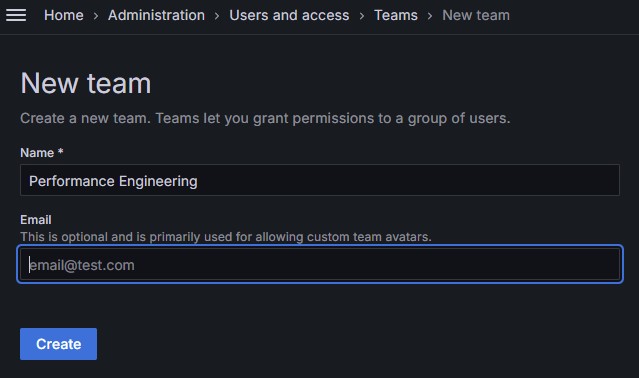 Home › Administration › Users and access › Teams › New team
New team
Create a new team. Teams let you grant permissions to a group of users.
Name *
Performance Engineering
Email
This is optional and is primarily used for allowing custom team avatars.
email@test.com
Create